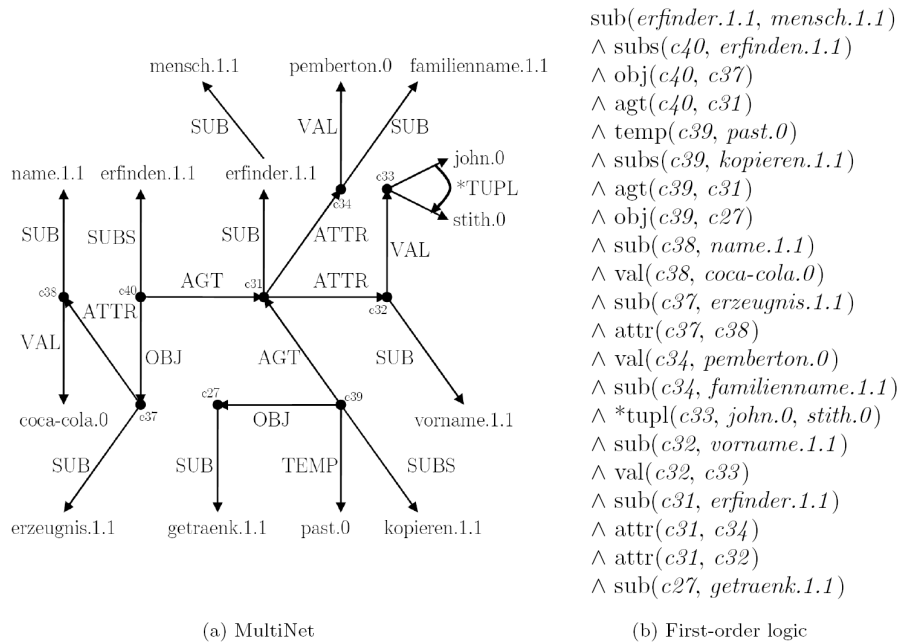 mensch.1.1 pemberton.0 familienname.1.1
SUB VAL SUB
name.1.1 erfinden.1.1 erfinder.1.1 c33 john.0
*TUPL
c34 stith.0
SUB SUBS SUB ATTR VAL
c38 c40 AGT c31 ATTR c32
ATTR
VAL OBJ AGT SUB
c27 c39
coca-cola.0 c37 OBJ vorname.1.1
SUB SUB TEMP SUBS
erzeugnis.1.1 getraenk.1.1 past.0 kopieren.1.1
(a) MultiNet
sub(erfinder.1.1, mensch.1.1)
∧ subs(c40, erfinden.1.1)
∧ obj(c40, c37)
∧ agt(c40, c31)
∧ temp(c39, past.0)
∧ subs(c39, kopieren.1.1)
∧ agt(c39, c31)
∧ obj(c39, c27)
∧ sub(c38, name.1.1)
∧ val(c38, coca-cola.0)
∧ sub(c37, erzeugnis.1.1)
∧ attr(c37, c38)
∧ val(c34, pemberton.0)
∧ sub(c34, familienname.1.1)
∧ *tupl(c33, john.0, stith.0)
∧ sub(c32, vorname.1.1)
∧ val(c32, c33)
∧ sub(c31, erfinder.1.1)
∧ attr(c31, c34)
∧ attr(c31, c32)
∧ sub(c27, getraenk.1.1)
(b) First-order logic